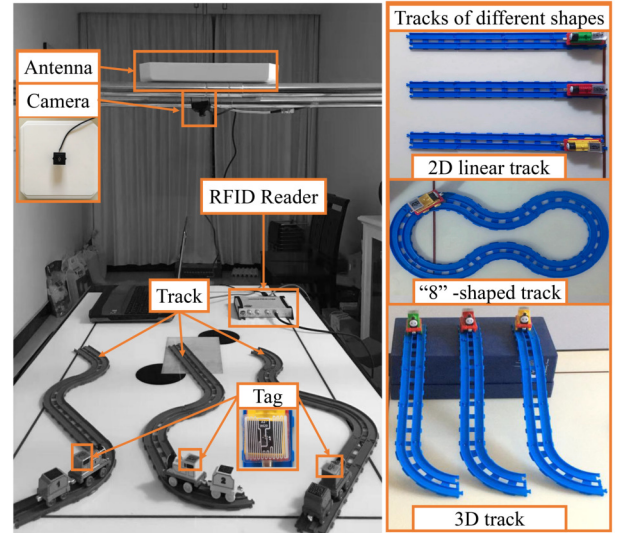 Antenna
Camera
RFID Reader
Track
Tag
Tracks of different shapes
2D linear track
“8” -shaped track
3D track